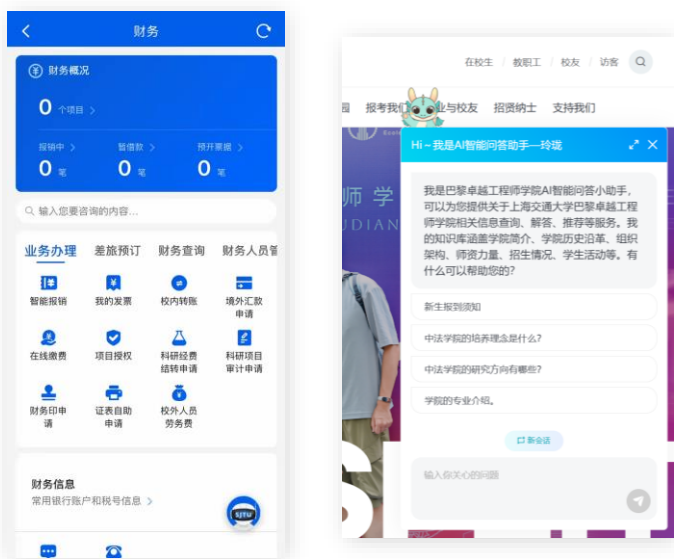 财务
财务概况
0 个项目 >
报销中 > 暂借款 > 预开票据 >
0 笔 0 笔 0 笔
输入您要咨询的内容...
业务办理 差旅预订 财务查询 财务人员管
智能报销 我的发票 校内转账 境外汇款
申请
在线缴费 项目授权 科研经费 科研项目
结转申请 审计申请
财务印申 证表自助 校外人员
请 申请 劳务费
财务信息
常用银行账户和税号信息 >
SJTU
在校生 / 教职工 / 校友 / 访客
报考我们 业与校友 招贤纳士 支持我们
师学
UDIAN
Hi~我是AI智能问答助手—玲珑
我是巴黎卓越工程师学院AI智能问答小助手，
可以为您提供关于上海交通大学巴黎卓越工程
师学院相关信息查询、解答、推荐等服务。我
的知识库涵盖学院简介、学院历史沿革、组织
架构、师资力量、招生情况、学生活动等。有
什么可以帮助您的?
新生报到须知
中法学院的培养理念是什么?
中法学院的研究方向有哪些?
学院的专业介绍。
新会话
输入你关心的问题